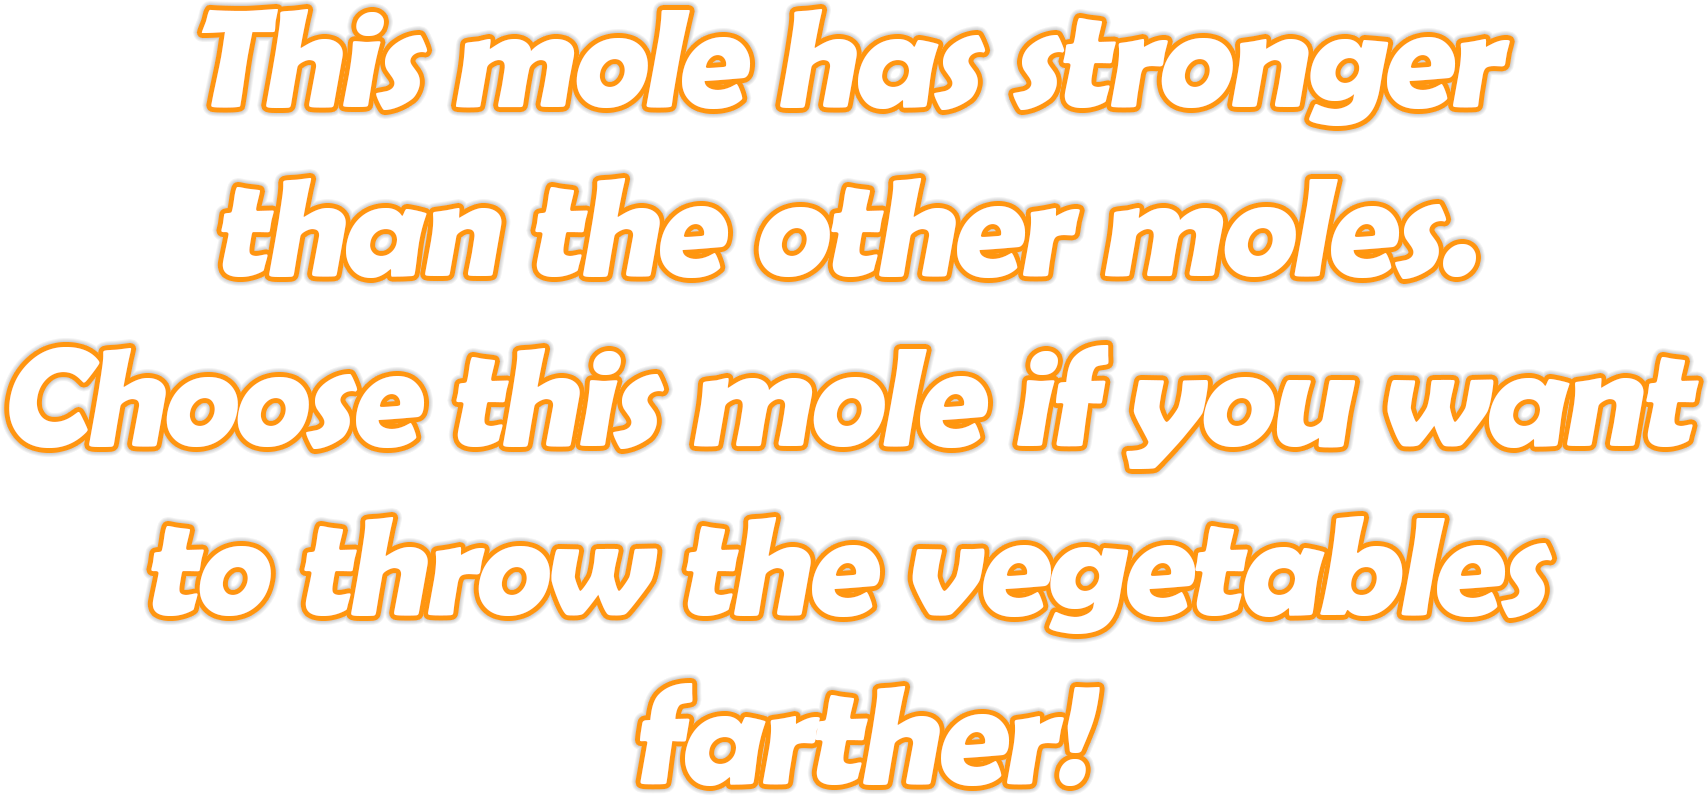 This mole has stronger
than the other moles.
Choose this mole if you want
to throw the vegetables
farther!